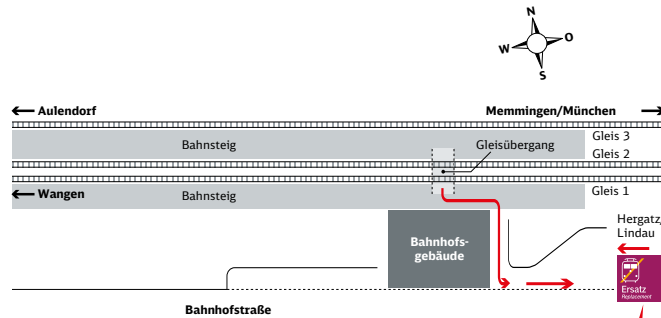 N
W
O
S
← Aulendorf
Memmingen/München →
Gleis 3
Bahnsteig
Gleisübergang
Gleis 2
← Wangen
Bahnsteig
Gleis 1
Hergatz/
Lindau
Bahnhofs-
gebäude
Ersatz
Replacement
Bahnhofstraße